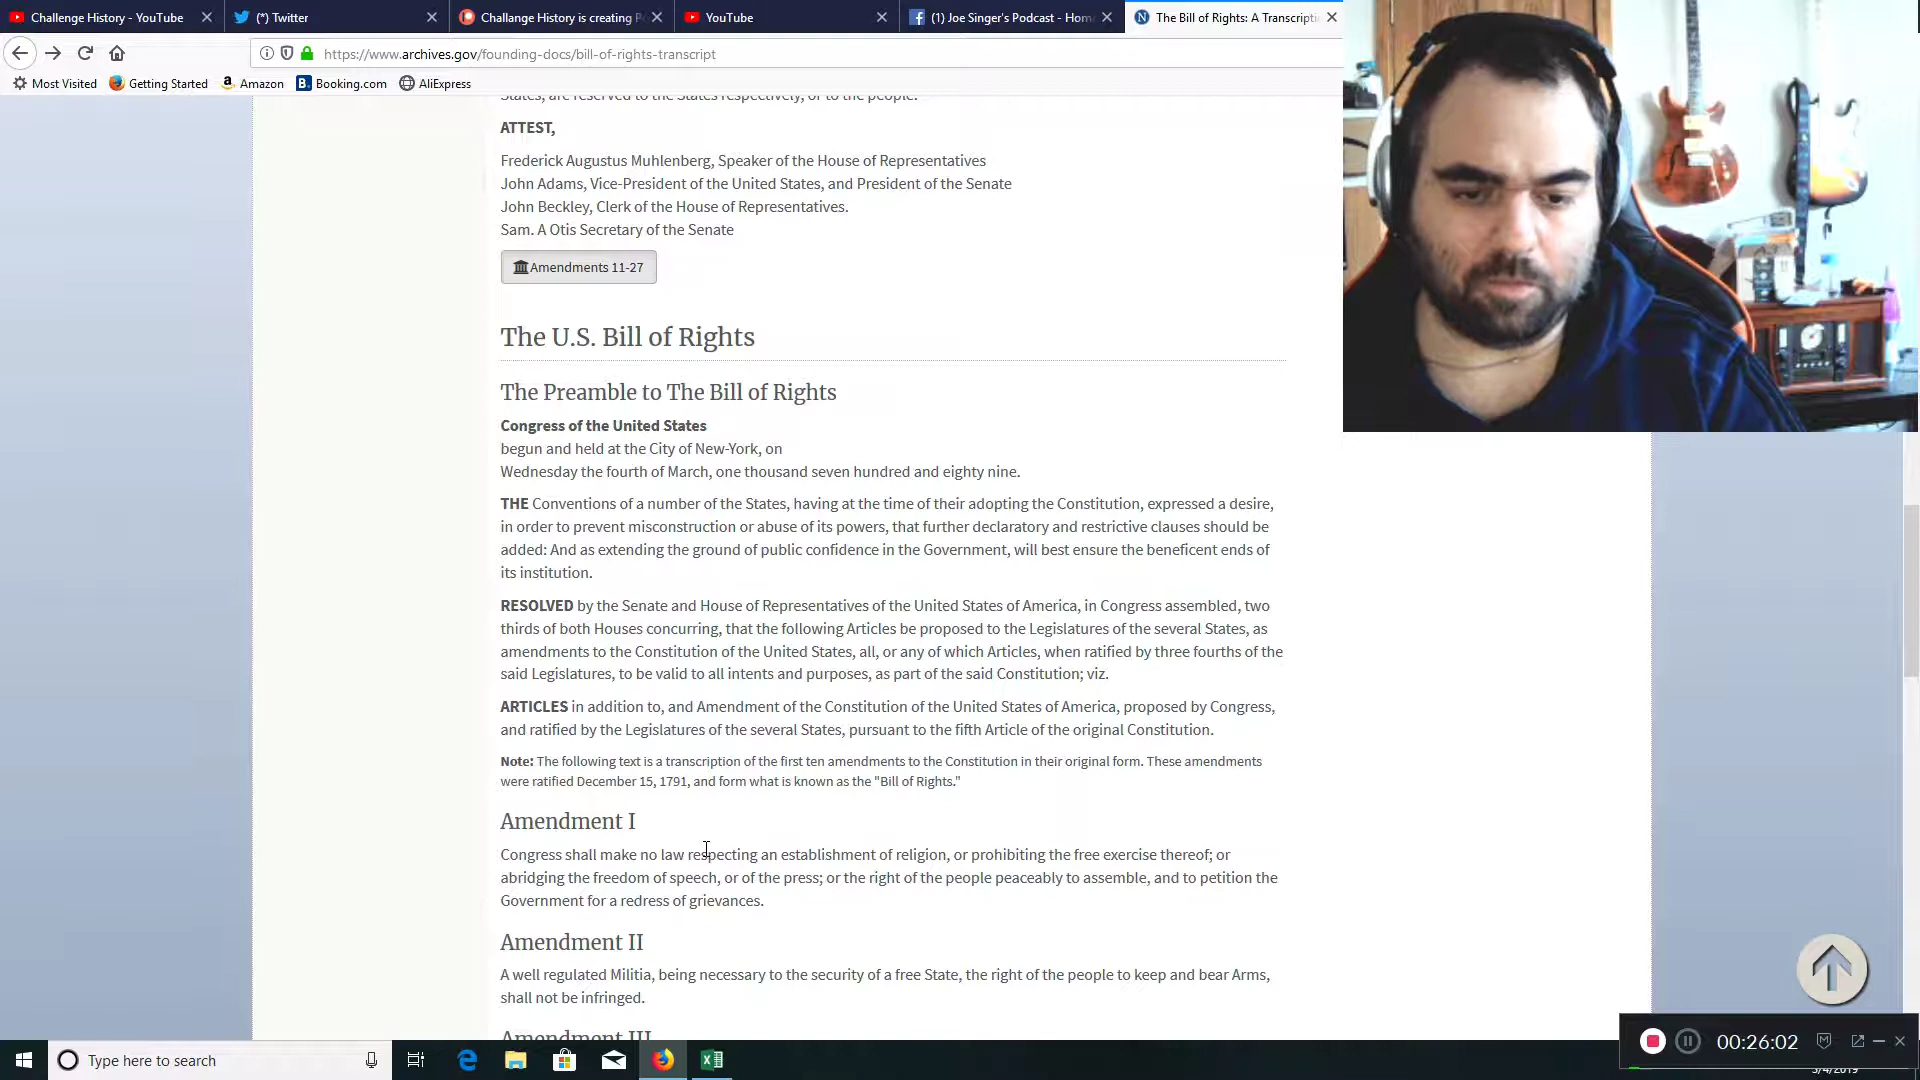 Challenge History - YouTube
(*) Twitter
Challange History is creating P
YouTube
(1) Joe Singer's Podcast - Hom
The Bill of Rights: A Transcripti
https://www.archives.gov/founding-docs/bill-of-rights-transcript
Most Visited
Getting Started
Amazon
Booking.com
AliExpress
States, are reserved to the States respectively, or to the people.
ATTEST,
Frederick Augustus Muhlenberg, Speaker of the House of Representatives
John Adams, Vice-President of the United States, and President of the Senate
John Beckley, Clerk of the House of Representatives.
Sam. A Otis Secretary of the Senate
Amendments 11-27
The U.S. Bill of Rights
The Preamble to The Bill of Rights
Congress of the United States
begun and held at the City of New-York, on
Wednesday the fourth of March, one thousand seven hundred and eighty nine.
THE Conventions of a number of the States, having at the time of their adopting the Constitution, expressed a desire,
in order to prevent misconstruction or abuse of its powers, that further declaratory and restrictive clauses should be
added: And as extending the ground of public confidence in the Government, will best ensure the beneficent ends of
its institution.
RESOLVED by the Senate and House of Representatives of the United States of America, in Congress assembled, two
thirds of both Houses concurring, that the following Articles be proposed to the Legislatures of the several States, as
amendments to the Constitution of the United States, all, or any of which Articles, when ratified by three fourths of the
said Legislatures, to be valid to all intents and purposes, as part of the said Constitution; viz.
ARTICLES in addition to, and Amendment of the Constitution of the United States of America, proposed by Congress,
and ratified by the Legislatures of the several States, pursuant to the fifth Article of the original Constitution.
Note: The following text is a transcription of the first ten amendments to the Constitution in their original form. These amendments
were ratified December 15, 1791, and form what is known as the "Bill of Rights."
Amendment I
Congress shall make no law respecting an establishment of religion, or prohibiting the free exercise thereof; or
abridging the freedom of speech, or of the press; or the right of the people peaceably to assemble, and to petition the
Government for a redress of grievances.
Amendment II
A well regulated Militia, being necessary to the security of a free State, the right of the people to keep and bear Arms,
shall not be infringed.
Amendment III
Type here to search
00:26:02
3/4/2019